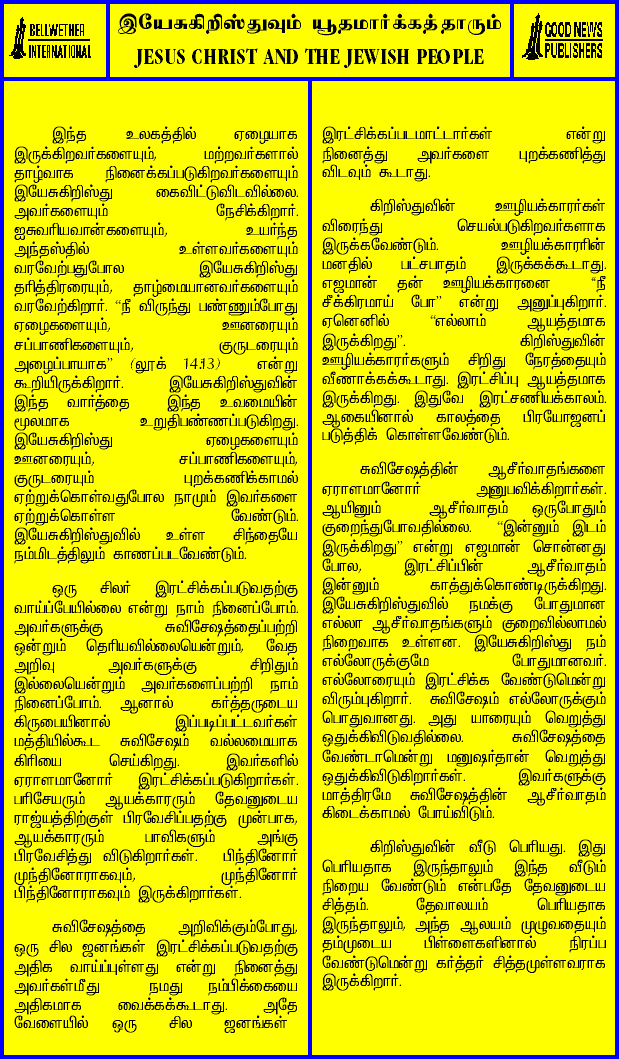 BELLWETHER
INTERNATIONAL
இயேசுகிறிஸ்துவும் யூதமார்க்கத்தாரும்
JESUS CHRIST AND THE JEWISH PEOPLE
GOOD NEWS
PUBLISHERS
இந்த உலகத்தில் ஏழையாக
இருக்கிறவர்களையும், மற்றவர்களால்
தாழ்வாக நினைக்கப்படுகிறவர்களையும்
இயேசுகிறிஸ்து கைவிட்டுவிடவில்லை.
அவர்களையும் நேசிக்கிறார்.
ஐசுவரியவான்களையும், உயர்ந்த
அந்தஸ்தில் உள்ளவர்களையும்
வரவேற்பதுபோல இயேசுகிறிஸ்து
தரித்திரரையும், தாழ்மையானவர்களையும்
வரவேற்கிறார். “நீ விருந்து பண்ணும்போது
ஏழைகளையும், ஊனரையும்
சப்பாணிகளையும், குருடரையும்
அழைப்பாயாக” (லூக் 14:13) என்று
கூறியிருக்கிறார். இயேசுகிறிஸ்துவின்
இந்த வார்த்தை இந்த உவமையின்
மூலமாக உறுதிபண்ணப்படுகிறது.
இயேசுகிறிஸ்து ஏழைகளையும்
ஊனரையும், சப்பாணிகளையும்,
குருடரையும் புறக்கணிக்காமல்
ஏற்றுக்கொள்வதுபோல நாமும் இவர்களை
ஏற்றுக்கொள்ள வேண்டும்.
இயேசுகிறிஸ்துவில் உள்ள சிந்தையே
நம்மிடத்திலும் காணப்படவேண்டும்.
ஒரு சிலர் இரட்சிக்கப்படுவதற்கு
வாய்ப்பேயில்லை என்று நாம் நினைப்போம்.
அவர்களுக்கு சுவிசேஷத்தைப்பற்றி
ஒன்றும் தெரியவில்லையென்றும், வேத
அறிவு அவர்களுக்கு சிறிதும்
இல்லையென்றும் அவர்களைப்பற்றி நாம்
நினைப்போம். ஆனால் கர்த்தருடைய
கிருபையினால் இப்படிப்பட்டவர்கள்
மத்தியில்கூட சுவிசேஷம் வல்லமையாக
கிரியை செய்கிறது. இவர்களில்
ஏராளமானோர் இரட்சிக்கப்படுகிறார்கள்.
பரிசேயரும் ஆயக்காரரும் தேவனுடைய
ராஜ்யத்திற்குள் பிரவேசிப்பதற்கு முன்பாக,
ஆயக்காரரும் பாவிகளும் அங்கு
பிரவேசித்து விடுகிறார்கள். பிந்தினோர்
முந்தினோராகவும், முந்தினோர்
பிந்தினோராகவும் இருக்கிறார்கள்.
சுவிசேஷத்தை அறிவிக்கும்போது,
ஒரு சில ஜனங்கள் இரட்சிக்கப்படுவதற்கு
அதிக வாய்ப்புள்ளது என்று நினைத்து
அவர்கள்மீது நமது நம்பிக்கையை
அதிகமாக வைக்கக்கூடாது. அதே
வேளையில் ஒரு சில ஜனங்கள்
இரட்சிக்கப்படமாட்டார்கள் என்று
நினைத்து அவர்களை புறக்கணித்து
விடவும் கூடாது.
கிறிஸ்துவின் ஊழியக்காரர்கள்
விரைந்து செயல்படுகிறவர்களாக
இருக்கவேண்டும். ஊழியக்காரரின்
மனதில் பட்சபாதம் இருக்கக்கூடாது.
எஜமான் தன் ஊழியக்காரனை “நீ
சீக்கிரமாய் போ” என்று அனுப்புகிறார்.
ஏனெனில் “எல்லாம் ஆயத்தமாக
இருக்கிறது”. கிறிஸ்துவின்
ஊழியக்காரர்களும் சிறிது நேரத்தையும்
வீணாக்கக்கூடாது. இரட்சிப்பு ஆயத்தமாக
இருக்கிறது. இதுவே இரட்சணியக்காலம்.
ஆகையினால் காலத்தை பிரயோஜனப்
படுத்திக் கொள்ளவேண்டும்.
சுவிசேஷத்தின் ஆசீர்வாதங்களை
ஏராளமானோர் அனுபவிக்கிறார்கள்.
ஆயினும் ஆசீர்வாதம் ஒருபோதும்
குறைந்துபோவதில்லை. “இன்னும் இடம்
இருக்கிறது” என்று எஜமான் சொன்னது
போல, இரட்சிப்பின் ஆசீர்வாதம்
இன்னும் காத்துக்கொண்டிருக்கிறது.
இயேசுகிறிஸ்துவில் நமக்கு போதுமான
எல்லா ஆசீர்வாதங்களும் குறைவில்லாமல்
நிறைவாக உள்ளன. இயேசுகிறிஸ்து நம்
எல்லோருக்குமே போதுமானவர்.
எல்லோரையும் இரட்சிக்க வேண்டுமென்று
விரும்புகிறார். சுவிசேஷம் எல்லோருக்கும்
பொதுவானது. அது யாரையும் வெறுத்து
ஒதுக்கிவிடுவதில்லை. சுவிசேஷத்தை
வேண்டாமென்று மனுஷர்தான் வெறுத்து
ஒதுக்கிவிடுகிறார்கள். இவர்களுக்கு
மாத்திரமே சுவிசேஷத்தின் ஆசீர்வாதம்
கிடைக்காமல் போய்விடும்.
கிறிஸ்துவின் வீடு பெரியது. இது
பெரியதாக இருந்தாலும் இந்த வீடும்
நிறைய வேண்டும் என்பதே தேவனுடைய
சித்தம். தேவாலயம் பெரியதாக
இருந்தாலும், அந்த ஆலயம் முழுவதையும்
தம்முடைய பிள்ளைகளினால் நிரப்ப
வேண்டுமென்று கர்த்தர் சித்தமுள்ளவராக
இருக்கிறார்.